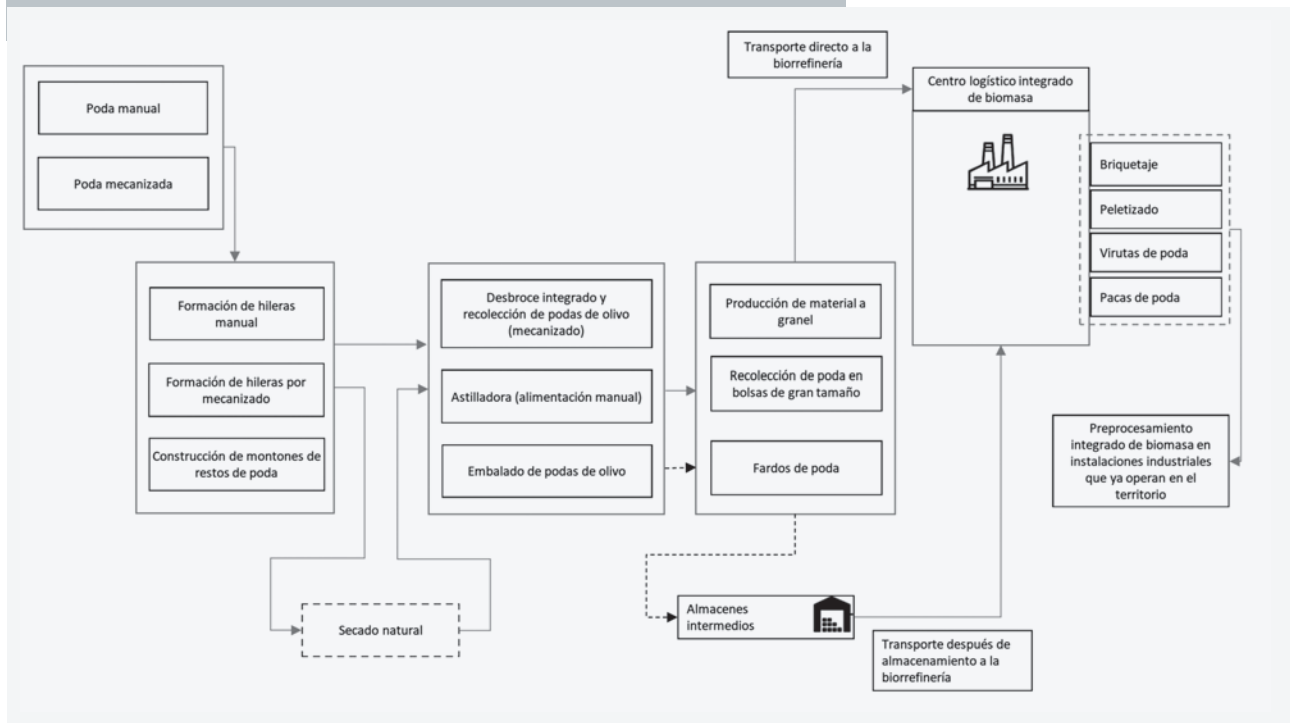 Poda manual
Poda mecanizada
Formación de hileras
manual
Formación de hileras por
mecanizado
Construcción de montones de
restos de poda
Secado natural
Desbroce integrado y
recolección de podas de olivo
(mecanizado)
Astilladora (alimentación manual)
Embalado de podas de olivo
Producción de material a
granel
Recolección de poda en
bolsas de gran tamaño
Fardos de poda
Transporte directo a la
biorrefinería
Almacenes
intermedios
Transporte después de
almacenamiento a la
biorrefinería
Centro logístico integrado
de biomasa
Briquetaje
Peletizado
Virutas de poda
Pacas de poda
Preprocesamiento
integrado de biomasa en
instalaciones industriales
que ya operan en el
territorio